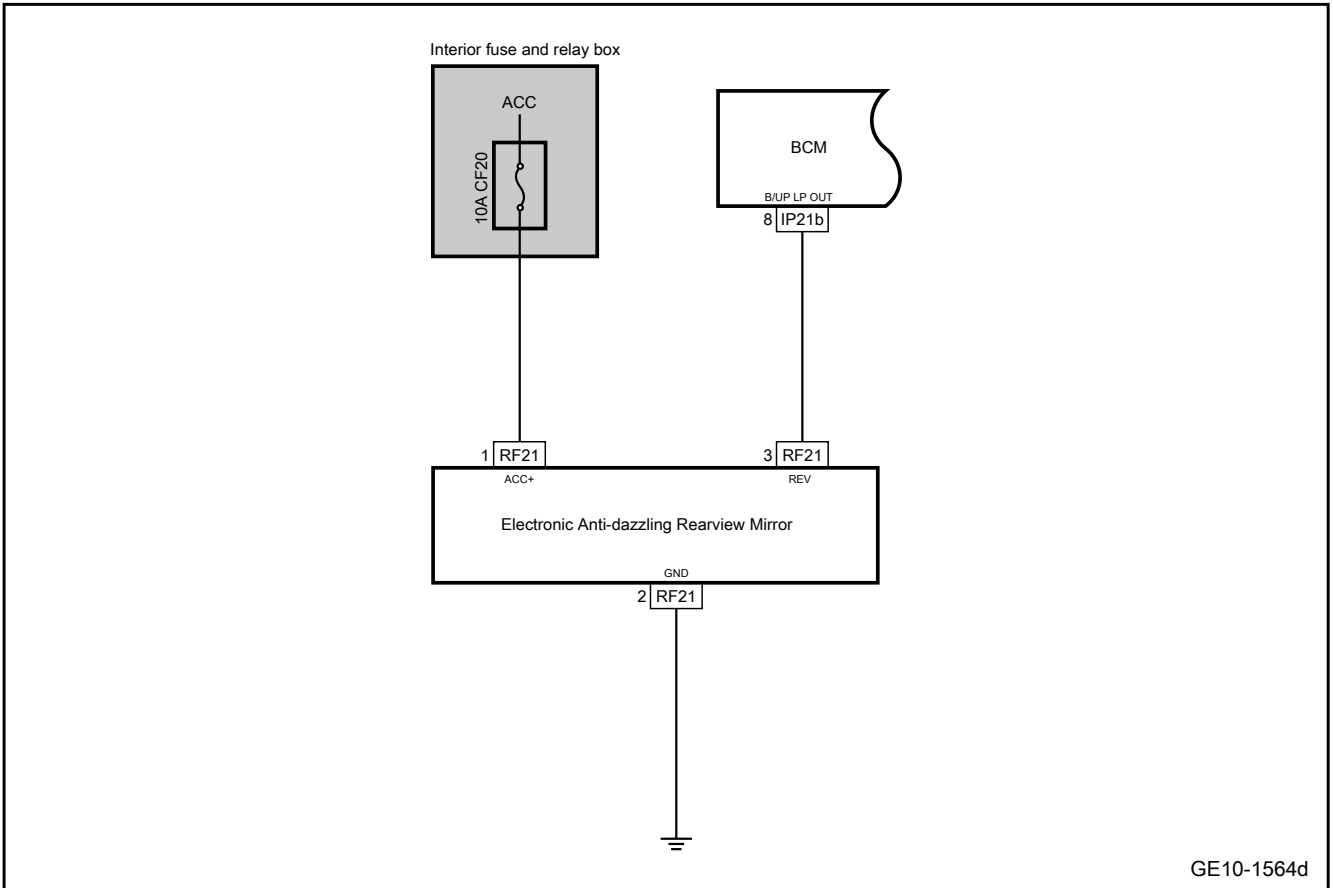 Interior fuse and relay box
ACC
10A CF20
BCM
B/UP LP OUT
8 IP21b
1 RF21
3 RF21
ACC+
REV
Electronic Anti-dazzling Rearview Mirror
GND
2 RF21
GE10-1564d